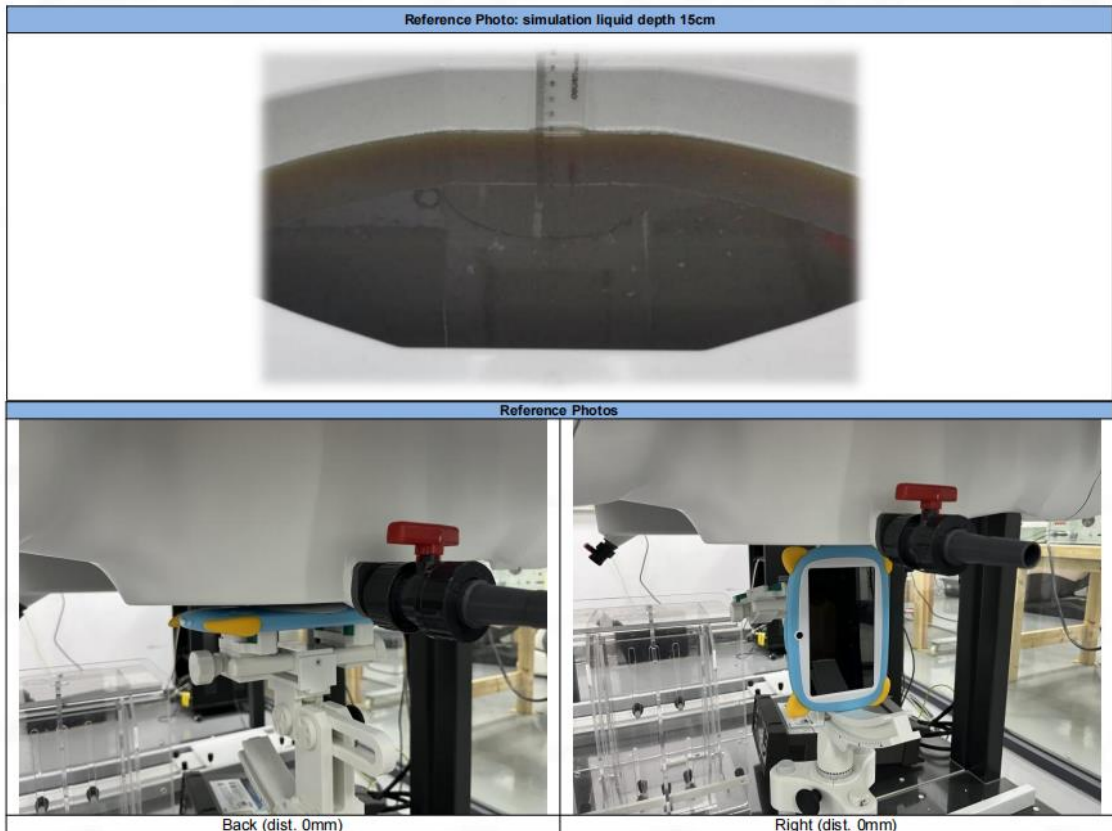 Reference Photo: simulation liquid depth 15cm
Reference Photos
Back (dist. 0mm)
Right (dist. 0mm)